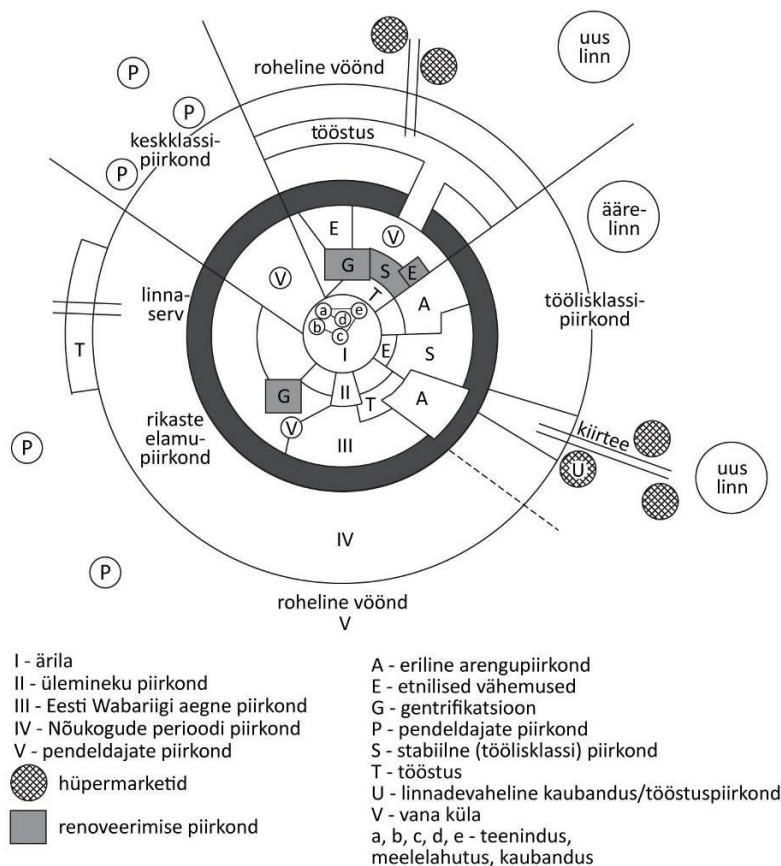 uus
linn
P
roheline vöönd
P
tööstus
keskklassi-
piirkond
P
ääre-
linn
E
V
G
S
E
V
T
linna-
serv
a
e
d
b
c
A
töölisklassi-
piirkond
I
E
S
T
II
A
G
T
rikaste
elamu-
piirkond
V
III
kiirtee
P
U
uus
linn
IV
P
roheline vöönd
V
I - ärila
II - ülemineku piirkond
III - Eesti Wabariigi aegne piirkond
IV - Nõukogude perioodi piirkond
V - pendeldajate piirkond
hüpermarketid
renoveerimise piirkond
A - eriline arengupiirkond
E - etnilised vähemused
G - gentrifikatsioon
P - pendeldajate piirkond
S - stabiilne (töölisklassi) piirkond
T - tööstus
U - linnadevaheline kaubandus/tööstuspiirkond
V - vana küla
a, b, c, d, e - teenindus,
meelelahutus, kaubandus